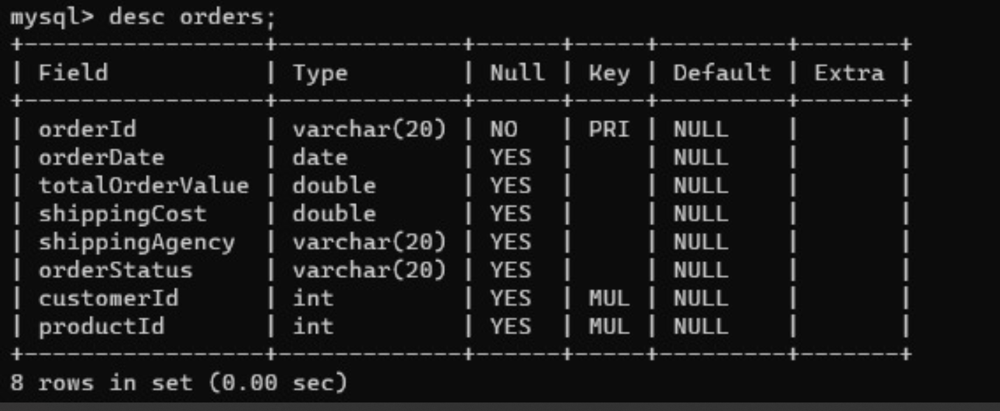 mysql> desc orders;
+-----------------+-------------+------+-----+---------+-------+
| Field           | Type        | Null | Key | Default | Extra |
+-----------------+-------------+------+-----+---------+-------+
| orderId         | varchar(20) | NO   | PRI | NULL    |       |
| orderDate       | date        | YES  |     | NULL    |       |
| totalOrderValue | double      | YES  |     | NULL    |       |
| shippingCost    | double      | YES  |     | NULL    |       |
| shippingAgency  | varchar(20) | YES  |     | NULL    |       |
| orderStatus     | varchar(20) | YES  |     | NULL    |       |
| customerId      | int         | YES  | MUL | NULL    |       |
| productId       | int         | YES  | MUL | NULL    |       |
+-----------------+-------------+------+-----+---------+-------+
8 rows in set (0.00 sec)